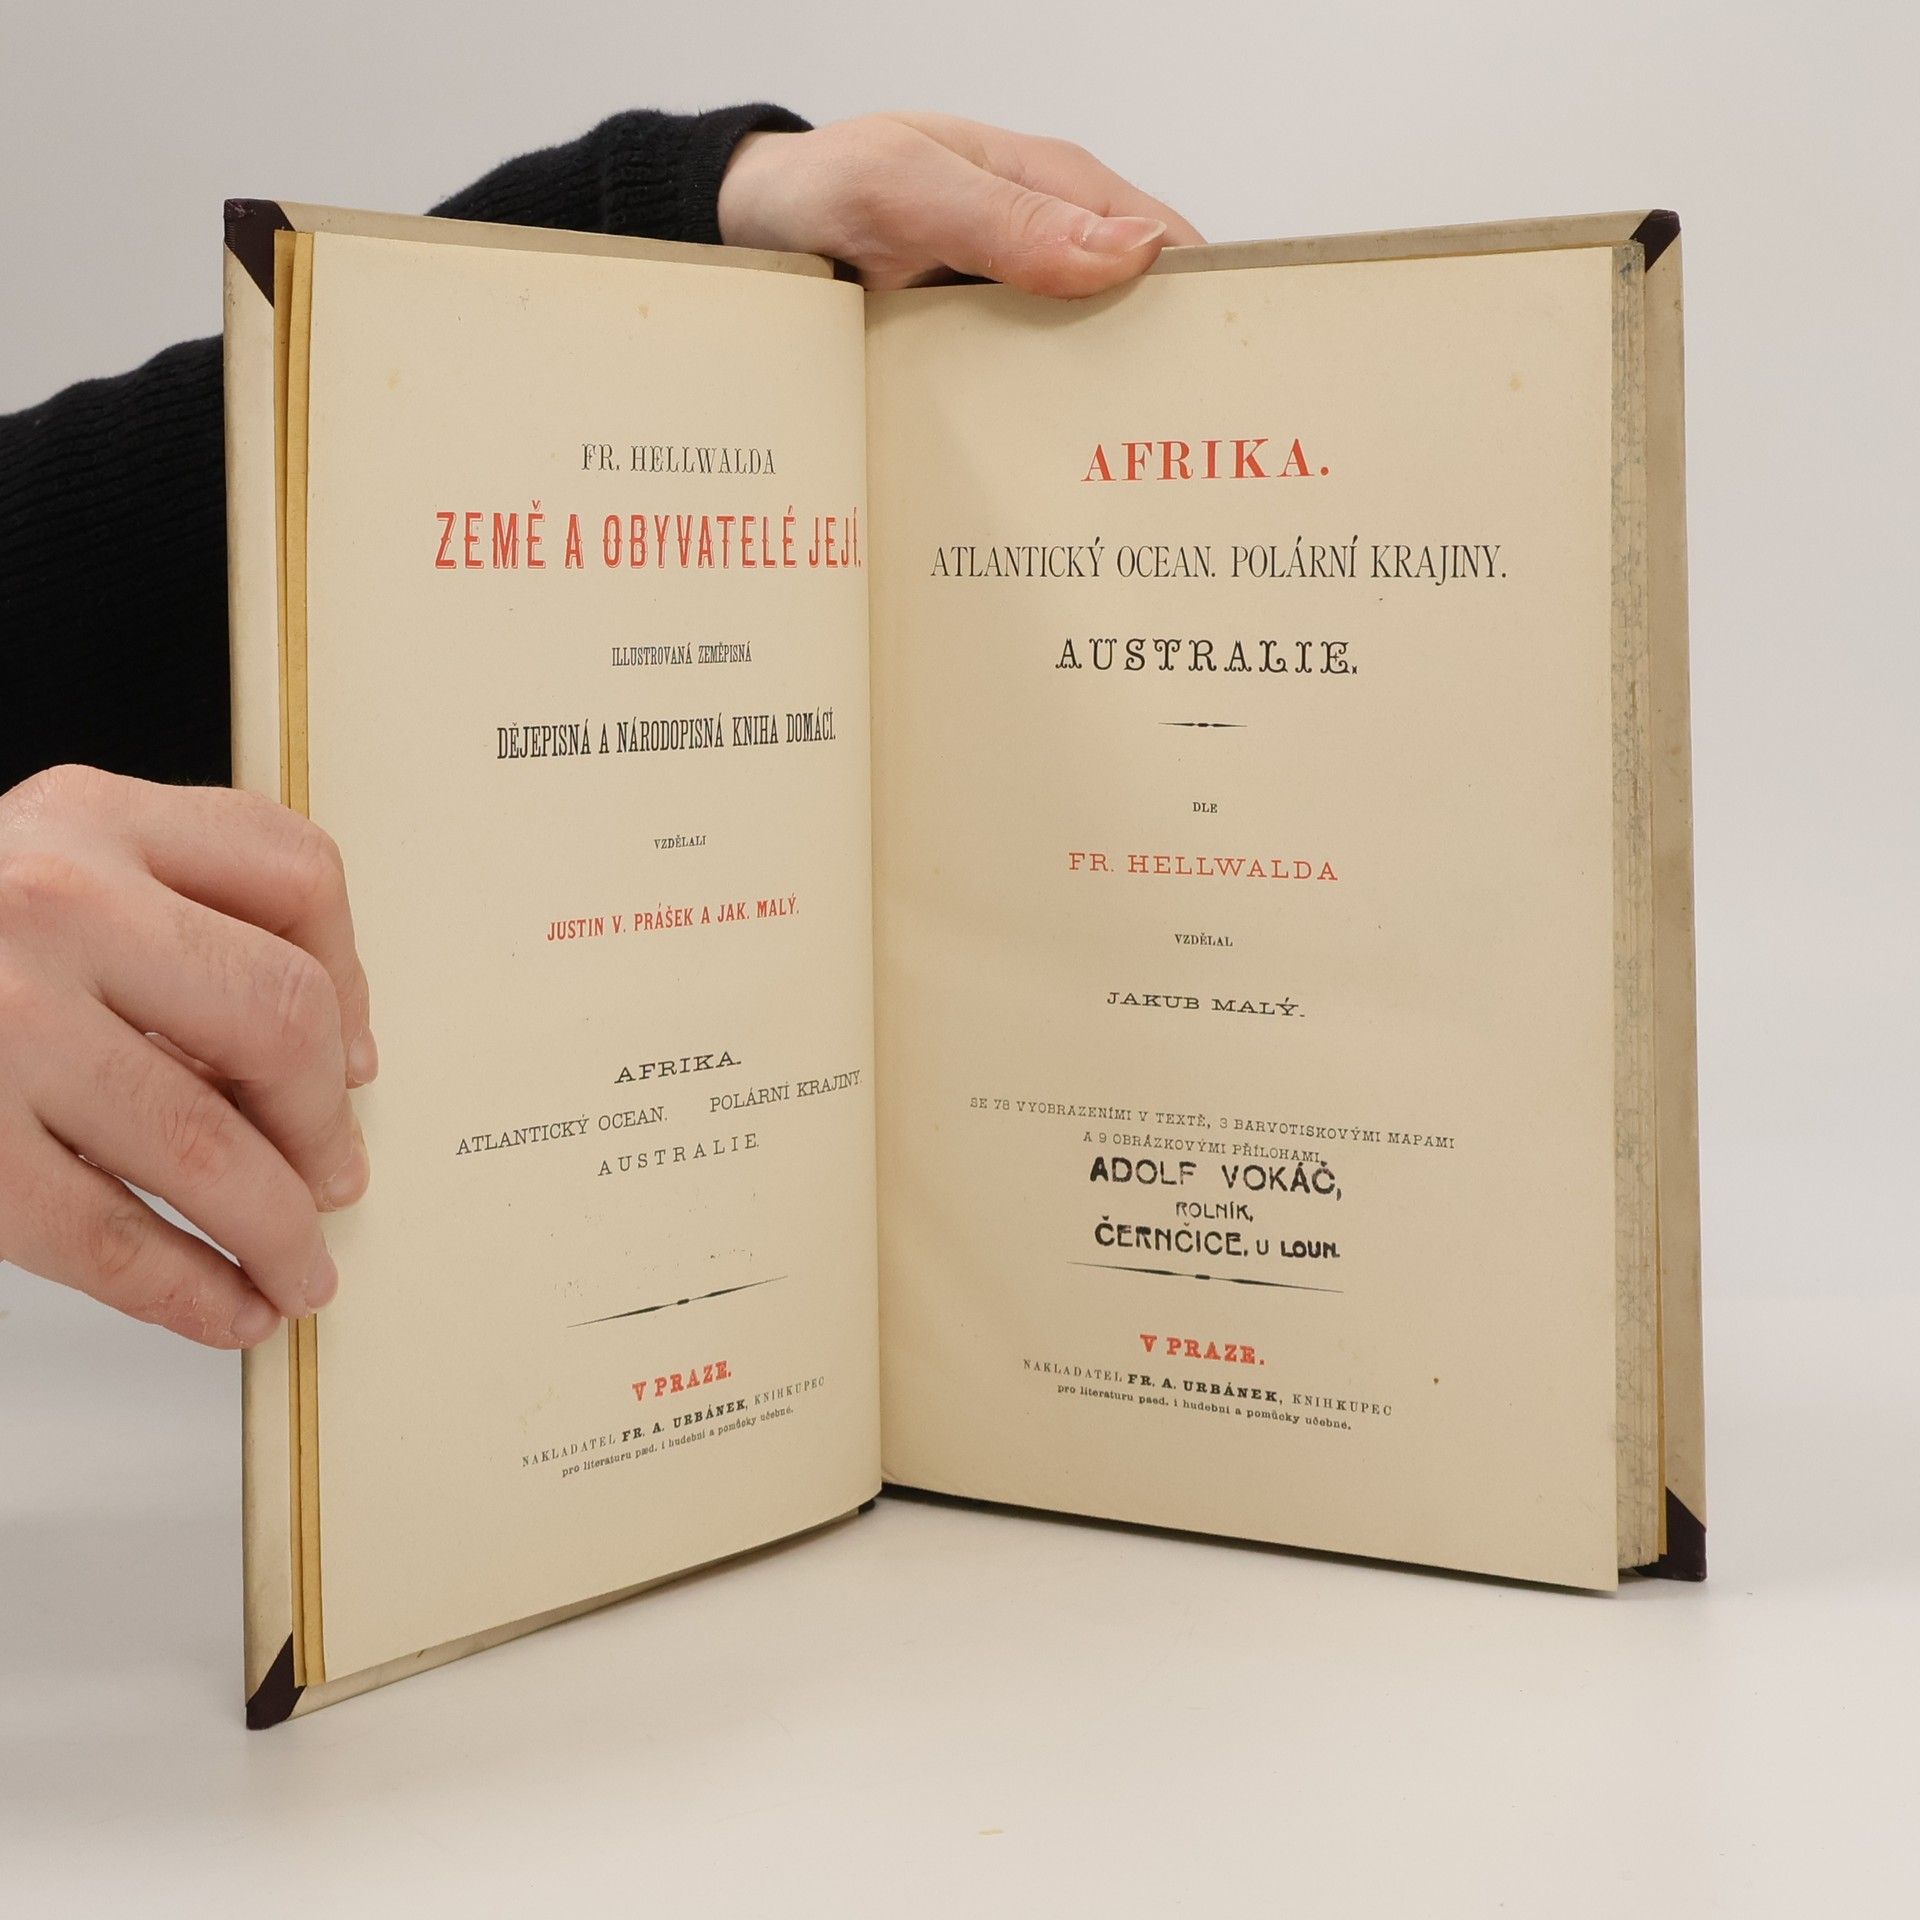 FR. HELLWALDA
ZEMĚ A OBYVATELÉ JEJÍ.
ILLUSTROVANÁ ZEMĚPISNÁ
DĚJEPISNÁ A NÁRODOPISNÁ KNIHA DOMÁCÍ.
VZDĚLALI
JUSTIN V. PRÁŠEK A JAK. MALÝ.
AFRIKA.
ATLANTICKÝ OCEAN. POLÁRNÍ KRAJINY.
AUSTRALIE.
V PRAZE.
NAKLADATEL FR. A. URBÁNEK, KNIHKUPEC
pro literaturu pæd. i hudební a pomůcky učebné.
AFRIKA.
ATLANTICKÝ OCEAN. POLÁRNÍ KRAJINY.
AUSTRALIE.
DLE
FR. HELLWALDA
VZDĚLAL
JAKUB MALÝ.
SE 78 VYOBRAZENÍMI V TEXTĚ, 3 BARVOTISKOVÝMI MAPAMI
A 9 OBRÁZKOVÝMI PŘÍLOHAMI.
ADOLF VOKÁČ,
ROLNÍK,
ČERNČICE, U LOUN.
V PRAZE.
NAKLADATEL FR. A. URBÁNEK, KNIHKUPEC
pro literaturu paed. i hudební a pomůcky učebné.